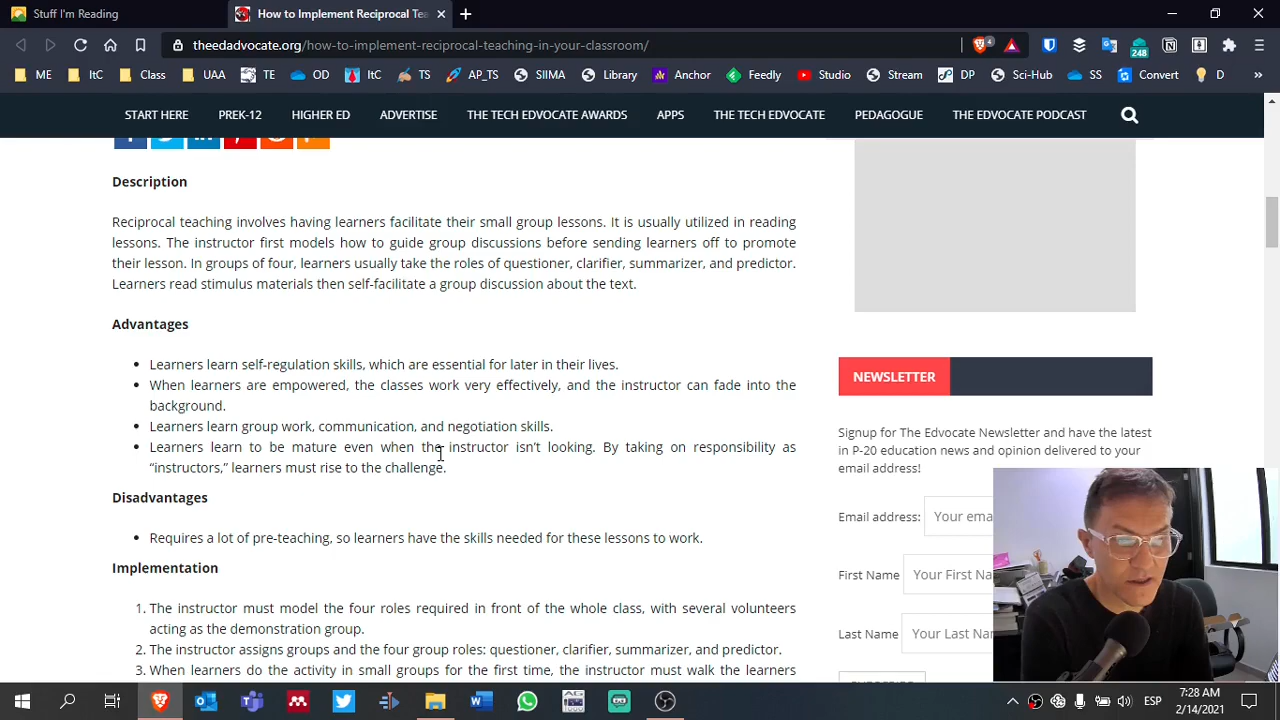 Stuff I'm Reading
How to Implement Reciprocal Tea
theedadvocate.org/how-to-implement-reciprocal-teaching-in-your-classroom/
4
248
ME ItC Class UAA TE OD ItC TS AP_TS SIIMA Library Anchor Feedly Studio Stream DP Sci-Hub SS Convert D »
START HERE PREK-12 HIGHER ED ADVERTISE THE TECH EDVOCATE AWARDS APPS THE TECH EDVOCATE PEDAGOGUE THE EDVOCATE PODCAST
Description
Reciprocal teaching involves having learners facilitate their small group lessons. It is usually utilized in reading
lessons. The instructor first models how to guide group discussions before sending learners off to promote
their lesson. In groups of four, learners usually take the roles of questioner, clarifier, summarizer, and predictor.
Learners read stimulus materials then self-facilitate a group discussion about the text.
Advantages
• Learners learn self-regulation skills, which are essential for later in their lives.
• When learners are empowered, the classes work very effectively, and the instructor can fade into the
background.
• Learners learn group work, communication, and negotiation skills.
• Learners learn to be mature even when the instructor isn't looking. By taking on responsibility as
“instructors,” learners must rise to the challenge.
Disadvantages
• Requires a lot of pre-teaching, so learners have the skills needed for these lessons to work.
Implementation
1. The instructor must model the four roles required in front of the whole class, with several volunteers
acting as the demonstration group.
2. The instructor assigns groups and the four group roles: questioner, clarifier, summarizer, and predictor.
3. When learners do the activity in small groups for the first time, the instructor must walk the learners
NEWSLETTER
Signup for The Edvocate Newsletter and have the latest
in P-20 education news and opinion delivered to your
email address!
Email address: Your ema
First Name Your First Na
Last Name Your Last Na
ESP
7:28 AM
2/14/2021